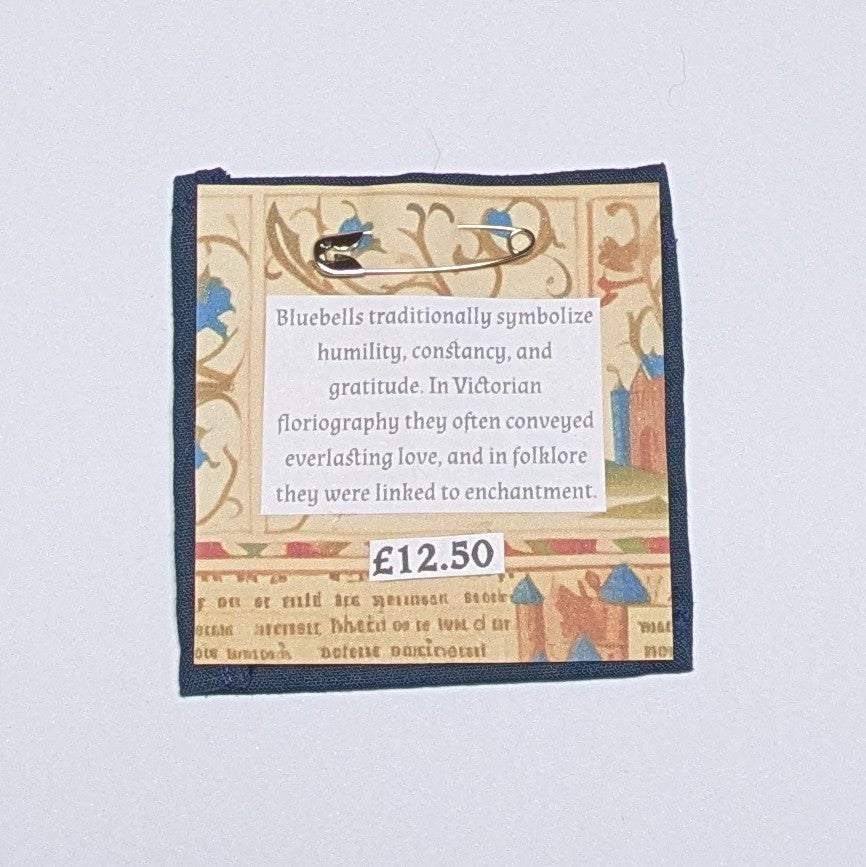 Bluebells traditionally symbolize
humility, constancy, and
gratitude. In Victorian
floriography they often conveyed
everlasting love, and in folklore
they were linked to enchantment.
£12.50